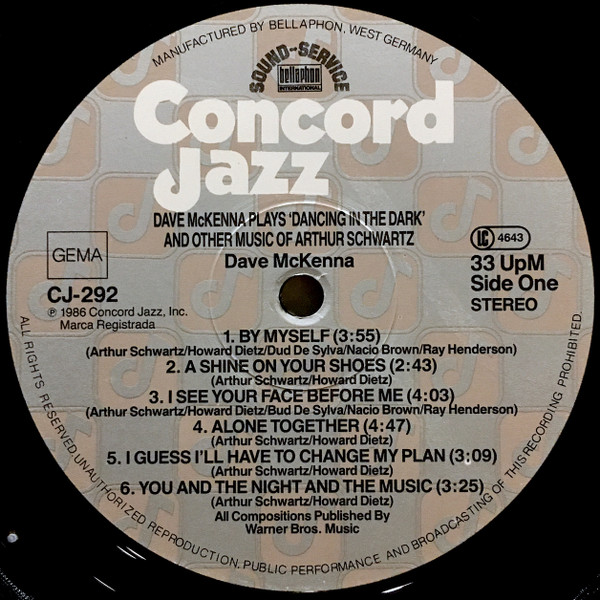 MANUFACTURED BY BELLAPHON, WEST GERMANY
SOUND-SERVICE
bellaphon
INTERNATIONAL
Concord
Jazz
DAVE McKENNA PLAYS 'DANCING IN THE DARK'
AND OTHER MUSIC OF ARTHUR SCHWARTZ
Dave McKenna
GEMA
LC 4643
CJ-292
℗ 1986 Concord Jazz, Inc.
Marca Registrada
33 UpM
Side One
STEREO
1. BY MYSELF (3:55)
(Arthur Schwartz/Howard Dietz/Dud De Sylva/Nacio Brown/Ray Henderson)
2. A SHINE ON YOUR SHOES (2:43)
(Arthur Schwartz/Howard Dietz)
3. I SEE YOUR FACE BEFORE ME (4:03)
(Arthur Schwartz/Howard Dietz/Bud De Sylva/Nacio Brown/Ray Henderson)
4. ALONE TOGETHER (4:47)
(Arthur Schwartz/Howard Dietz)
5. I GUESS I'LL HAVE TO CHANGE MY PLAN (3:09)
(Arthur Schwartz/Howard Dietz)
6. YOU AND THE NIGHT AND THE MUSIC (3:25)
(Arthur Schwartz/Howard Dietz)
All Compositions Published By
Warner Bros. Music
ALL RIGHTS RESERVED. UNAUTHORIZED REPRODUCTION. PUBLIC PERFORMANCE AND BROADCASTING OF THIS RECORDING PROHIBITED.